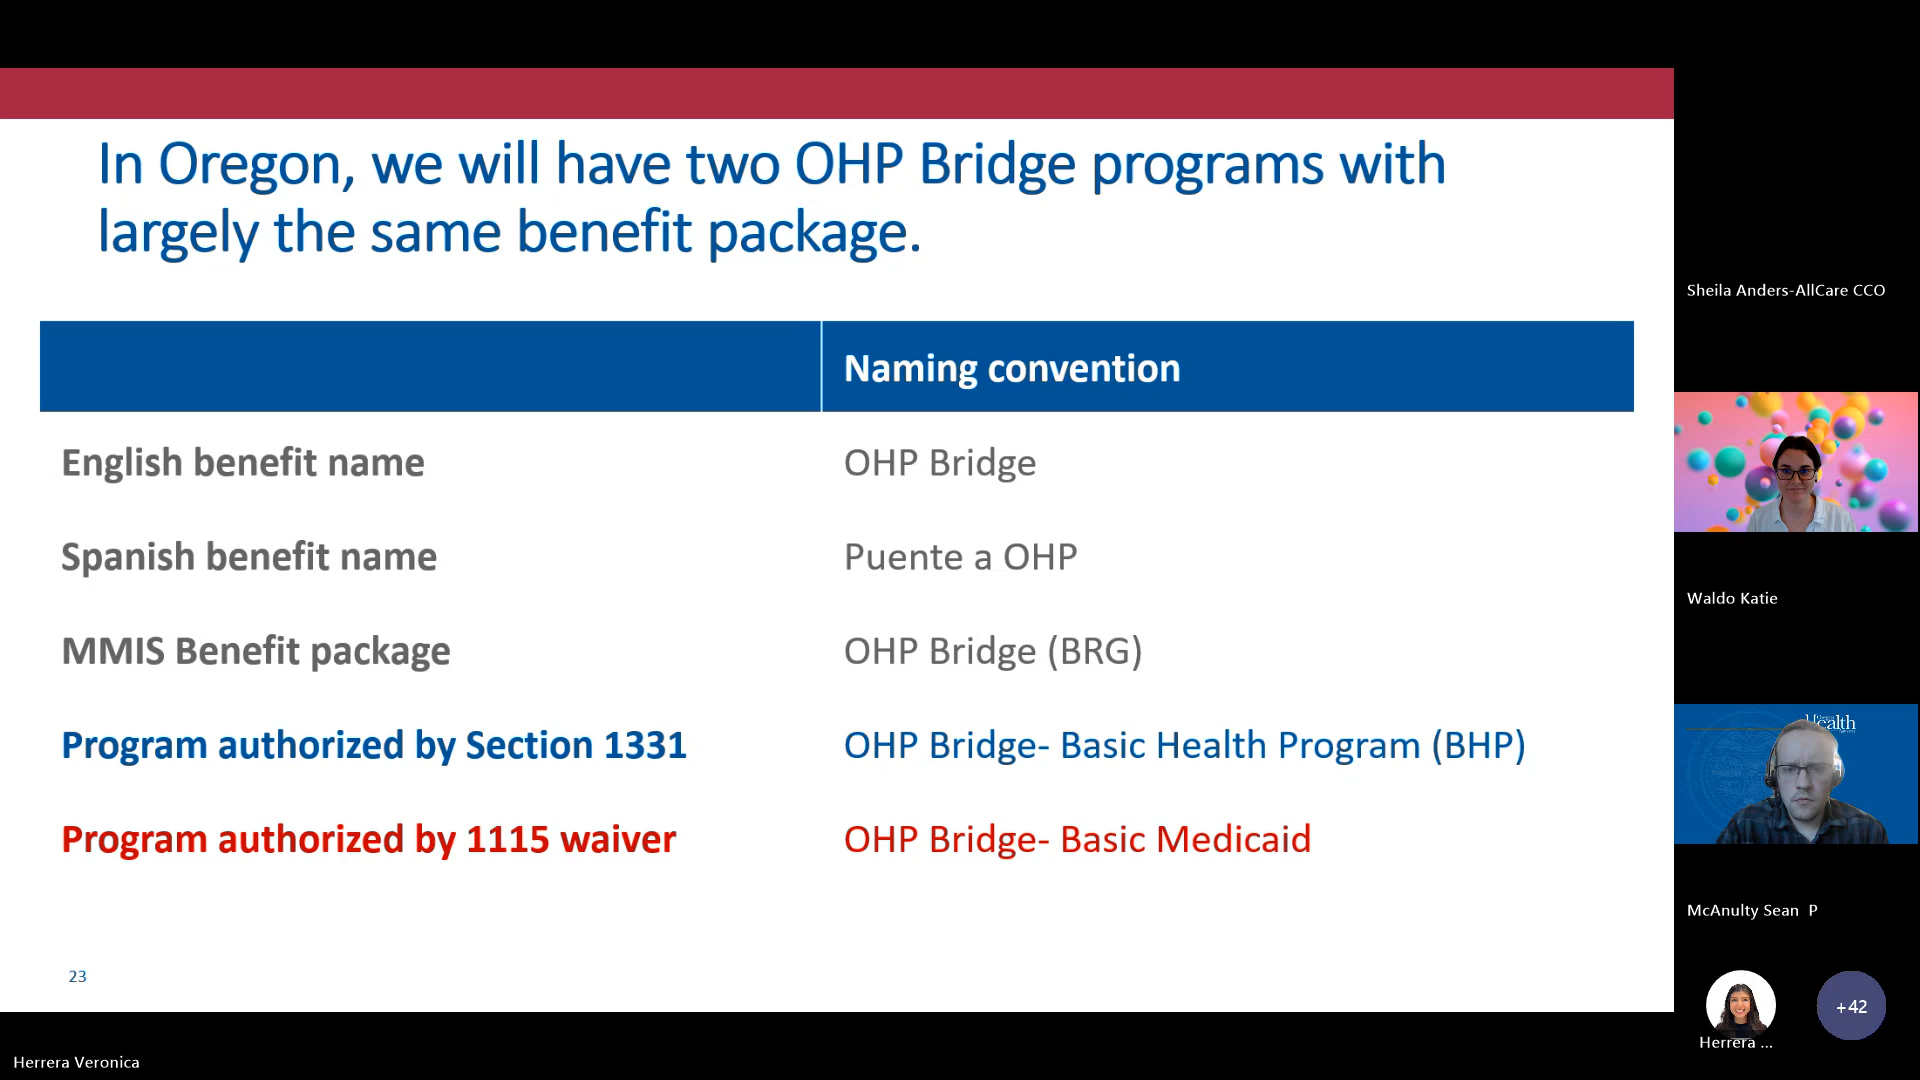 In Oregon, we will have two OHP Bridge programs with
largely the same benefit package.
Naming convention
English benefit name OHP Bridge
Spanish benefit name Puente a OHP
MMIS Benefit package OHP Bridge (BRG)
Program authorized by Section 1331 OHP Bridge- Basic Health Program (BHP)
Program authorized by 1115 waiver OHP Bridge- Basic Medicaid
23
Sheila Anders-AllCare CCO
Waldo Katie
Health
McAnulty Sean P
+42
Herrera ...
Herrera Veronica